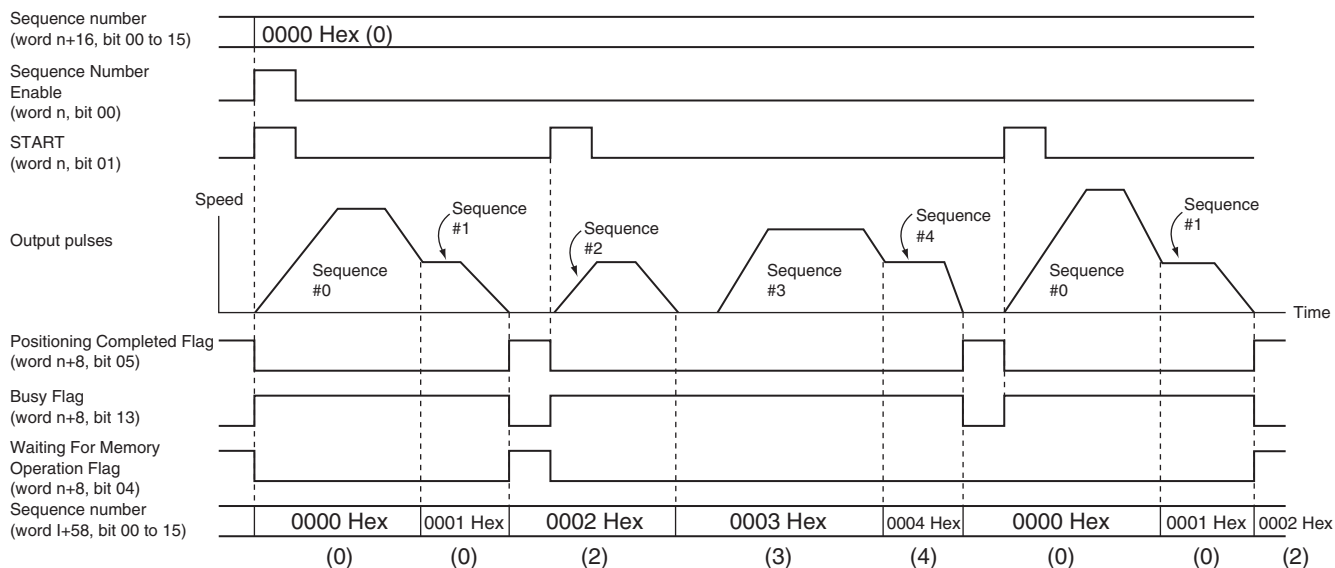 Sequence number
(word n+16, bit 00 to 15)
0000 Hex (0)
Sequence Number
Enable
(word n, bit 00)
START
(word n, bit 01)
Speed
Output pulses
Sequence
#0
Sequence
#1
Sequence
#2
Sequence
#3
Sequence
#4
Sequence
#0
Sequence
#1
Time
Positioning Completed Flag
(word n+8, bit 05)
Busy Flag
(word n+8, bit 13)
Waiting For Memory
Operation Flag
(word n+8, bit 04)
Sequence number
(word I+58, bit 00 to 15)
0000 Hex 0001 Hex 0002 Hex 0003 Hex 0004 Hex 0000 Hex 0001 Hex 0002 Hex
(0) (0) (2) (3) (4) (0) (0) (2)